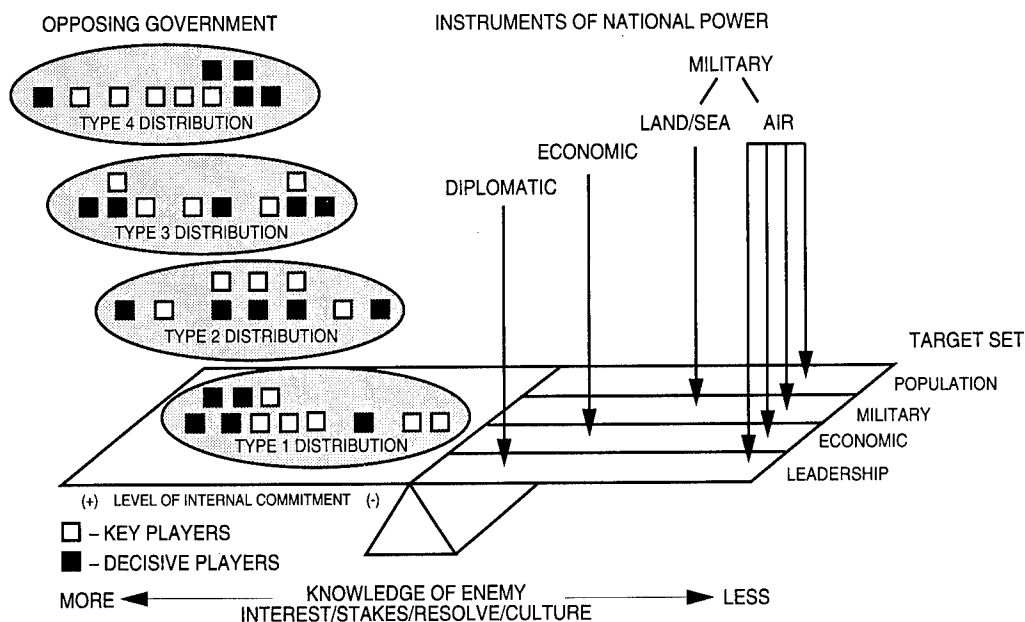 OPPOSING GOVERNMENT
INSTRUMENTS OF NATIONAL POWER
MILITARY
LAND/SEA
AIR
ECONOMIC
DIPLOMATIC
TYPE 4 DISTRIBUTION
TYPE 3 DISTRIBUTION
TYPE 2 DISTRIBUTION
TYPE 1 DISTRIBUTION
TARGET SET
POPULATION
MILITARY
ECONOMIC
LEADERSHIP
(+) LEVEL OF INTERNAL COMMITMENT (-)
– KEY PLAYERS
– DECISIVE PLAYERS
MORE
KNOWLEDGE OF ENEMY
INTEREST/STAKES/RESOLVE/CULTURE
LESS